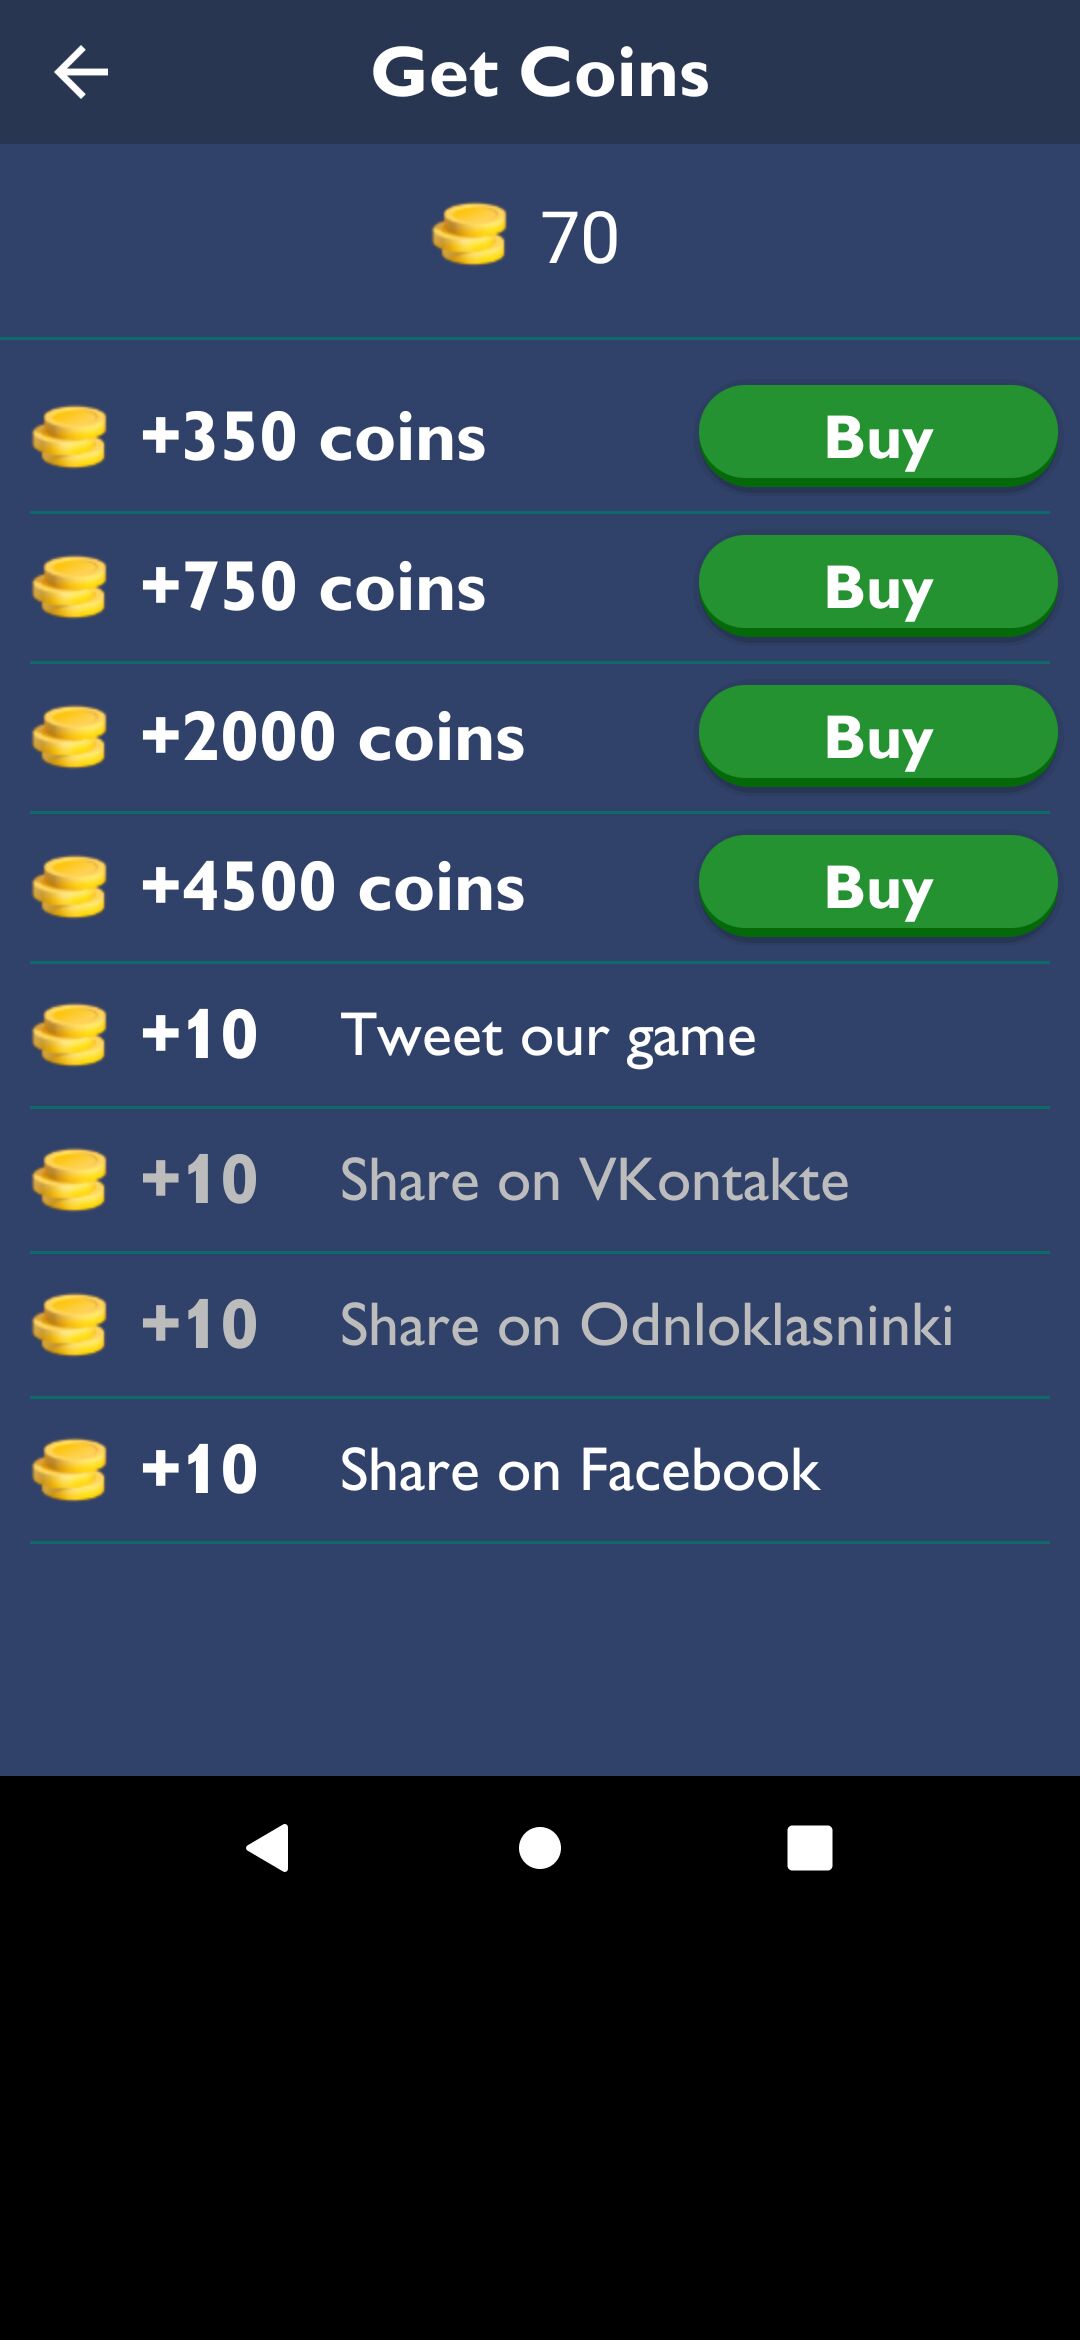 Get Coins
70
+350 coins Buy
+750 coins Buy
+2000 coins Buy
+4500 coins Buy
+10 Tweet our game
+10 Share on VKontakte
+10 Share on Odnloklasninki
+10 Share on Facebook